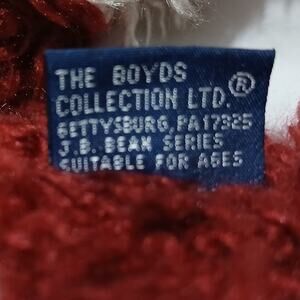 THE BOYDS
COLLECTION LTD.®
GETTYSBURG, PA 17325
J.B. BEAN SERIES
SUITABLE FOR AGES